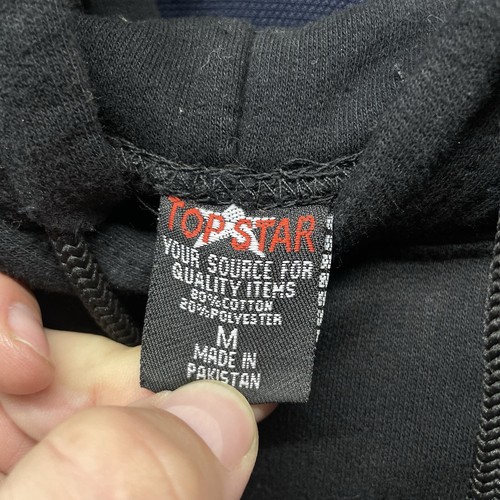 TOP STAR
YOUR SOURCE FOR
QUALITY ITEMS
80% COTTON
20% POLYESTER
M
MADE IN
PAKISTAN